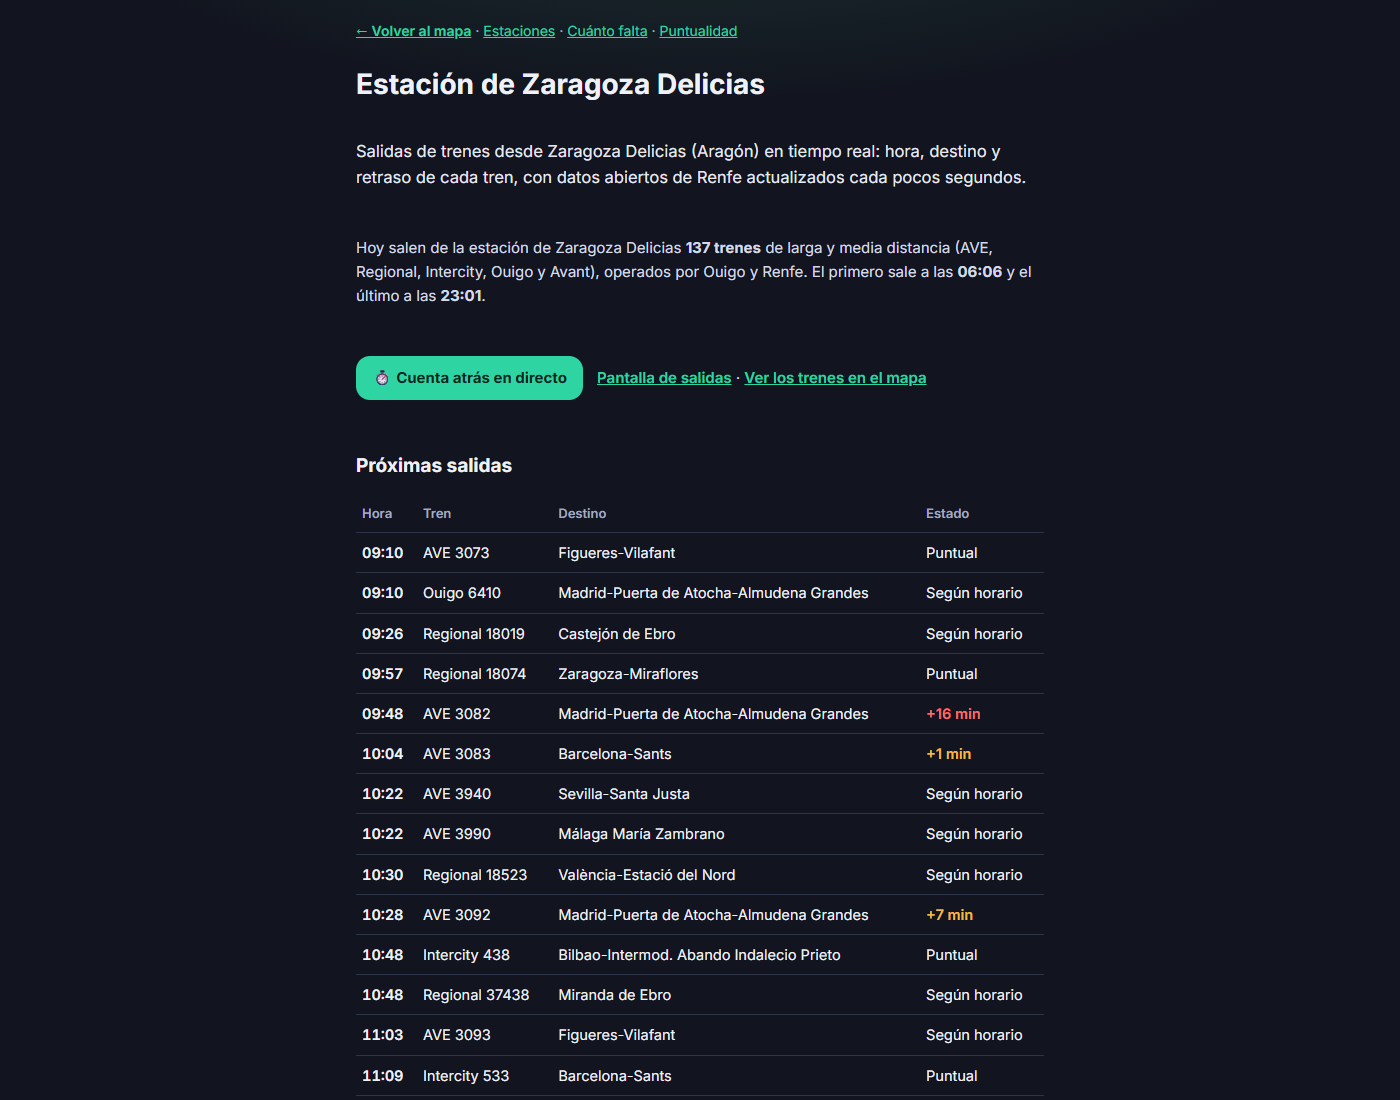 ← Volver al mapa · Estaciones · Cuánto falta · Puntualidad
Estación de Zaragoza Delicias
Salidas de trenes desde Zaragoza Delicias (Aragón) en tiempo real: hora, destino y
retraso de cada tren, con datos abiertos de Renfe actualizados cada pocos segundos.
Hoy salen de la estación de Zaragoza Delicias 137 trenes de larga y media distancia (AVE,
Regional, Intercity, Ouigo y Avant), operados por Ouigo y Renfe. El primero sale a las 06:06 y el
último a las 23:01.
Cuenta atrás en directo Pantalla de salidas · Ver los trenes en el mapa
Próximas salidas
Hora Tren Destino Estado
09:10 AVE 3073 Figueres-Vilafant Puntual
09:10 Ouigo 6410 Madrid-Puerta de Atocha-Almudena Grandes Según horario
09:26 Regional 18019 Castejón de Ebro Según horario
09:57 Regional 18074 Zaragoza-Miraflores Puntual
09:48 AVE 3082 Madrid-Puerta de Atocha-Almudena Grandes +16 min
10:04 AVE 3083 Barcelona-Sants +1 min
10:22 AVE 3940 Sevilla-Santa Justa Según horario
10:22 AVE 3990 Málaga María Zambrano Según horario
10:30 Regional 18523 València-Estació del Nord Según horario
10:28 AVE 3092 Madrid-Puerta de Atocha-Almudena Grandes +7 min
10:48 Intercity 438 Bilbao-Intermod. Abando Indalecio Prieto Puntual
10:48 Regional 37438 Miranda de Ebro Según horario
11:03 AVE 3093 Figueres-Vilafant Según horario
11:09 Intercity 533 Barcelona-Sants Puntual